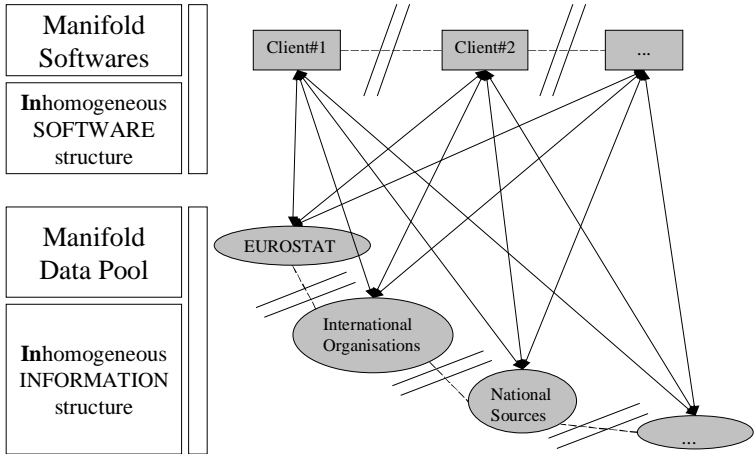 Manifold
Softwares
Inhomogeneous
SOFTWARE
structure
Client#1
Client#2
...
Manifold
Data Pool
Inhomogeneous
INFORMATION
structure
EUROSTAT
International
Organisations
National
Sources
...